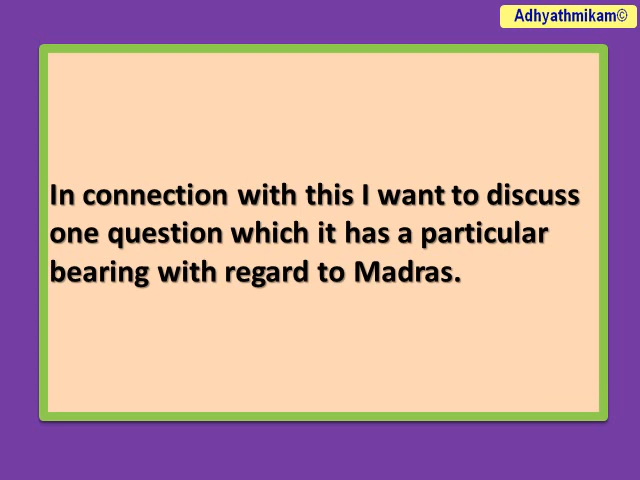 Adhyathmikam©
In connection with this I want to discuss
one question which it has a particular
bearing with regard to Madras.